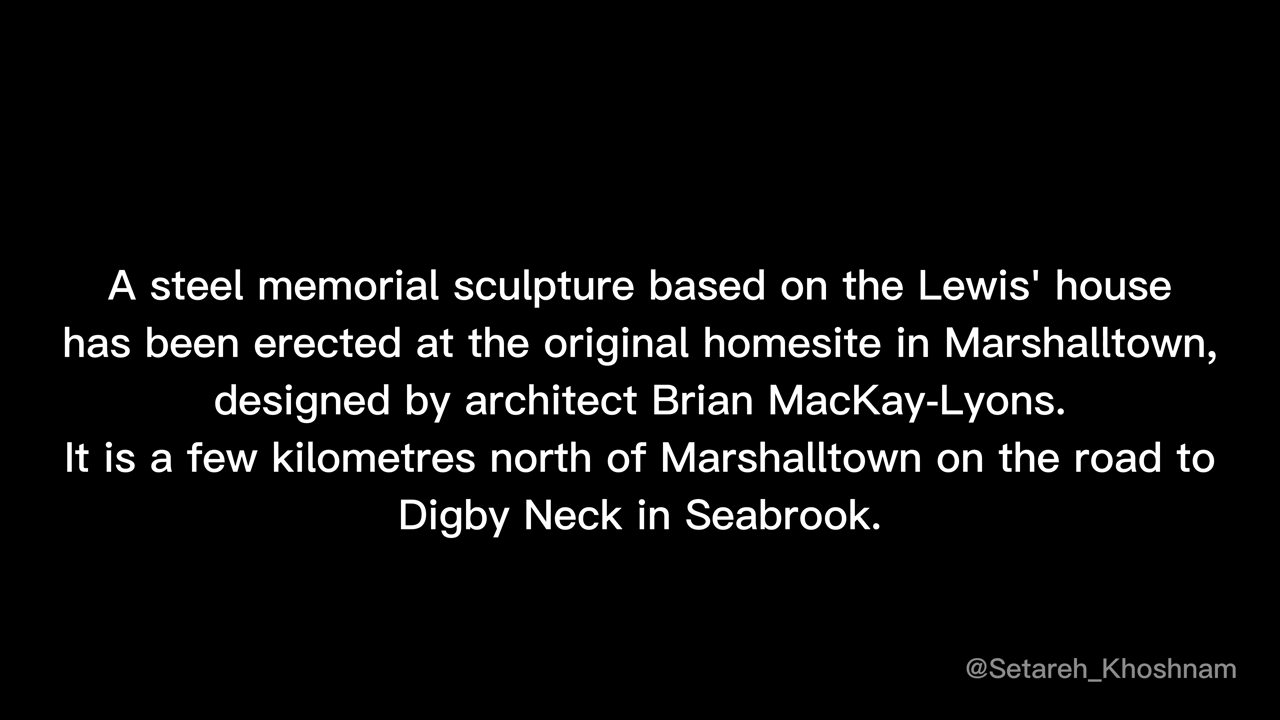 A steel memorial sculpture based on the Lewis' house
has been erected at the original homesite in Marshalltown,
designed by architect Brian MacKay-Lyons.
It is a few kilometres north of Marshalltown on the road to
Digby Neck in Seabrook.
@Setareh_Khoshnam